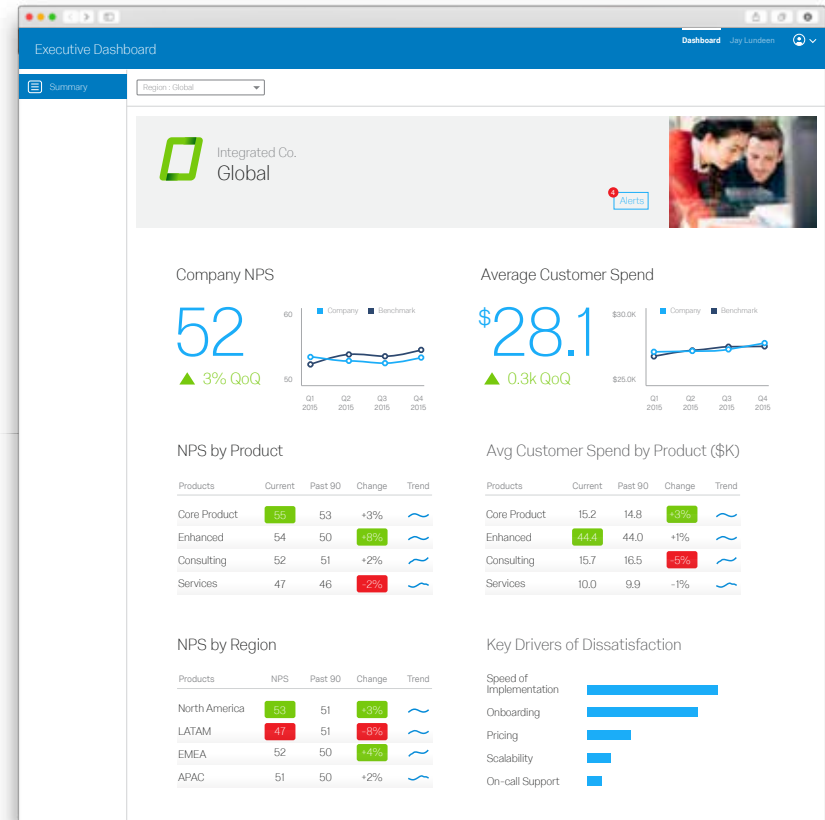 Executive Dashboard
Dashboard Jay Lundeen
Summary
Region : Global
Integrated Co.
Global
4
Alerts
Company NPS
52
3% QoQ
60
50
Company Benchmark
Q1 Q2 Q3 Q4
2015 2015 2015 2015
Average Customer Spend
$28.1
0.3k QoQ
$30.0K
$25.0K
Company Benchmark
Q1 Q2 Q3 Q4
2015 2015 2015 2015
NPS by Product
Products Current Past 90 Change Trend
Core Product 55 53 +3%
Enhanced 54 50 +8%
Consulting 52 51 +2%
Services 47 46 -2%
Avg Customer Spend by Product ($K)
Products Current Past 90 Change Trend
Core Product 15.2 14.8 +3%
Enhanced 44.4 44.0 +1%
Consulting 15.7 16.5 -5%
Services 10.0 9.9 -1%
NPS by Region
Products NPS Past 90 Change Trend
North America 53 51 +3%
LATAM 47 51 -8%
EMEA 52 50 +4%
APAC 51 50 +2%
Key Drivers of Dissatisfaction
Speed of
Implementation
Onboarding
Pricing
Scalability
On-call Support